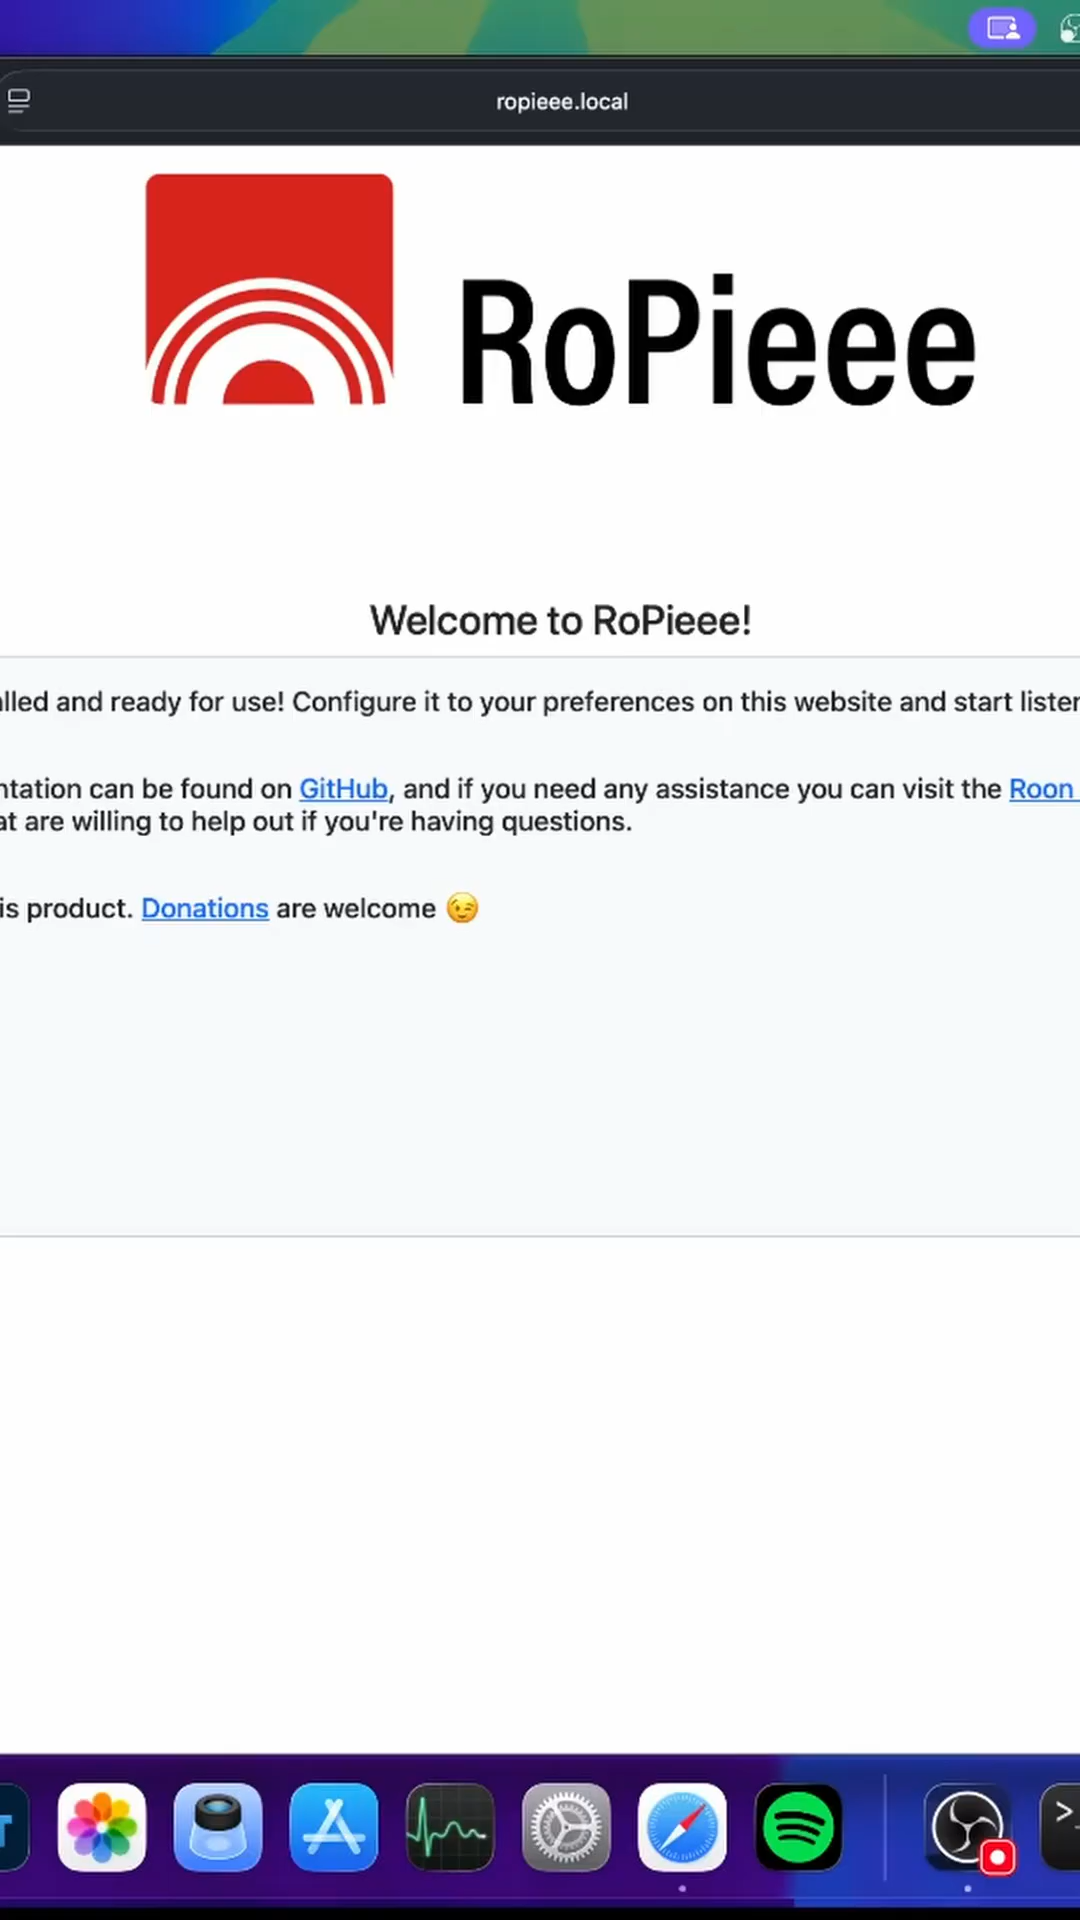 ropieee.local
RoPieee
Welcome to RoPieee!
lled and ready for use! Configure it to your preferences on this website and start listen
ntation can be found on GitHub, and if you need any assistance you can visit the Roon
at are willing to help out if you're having questions.
is product. Donations are welcome 😉